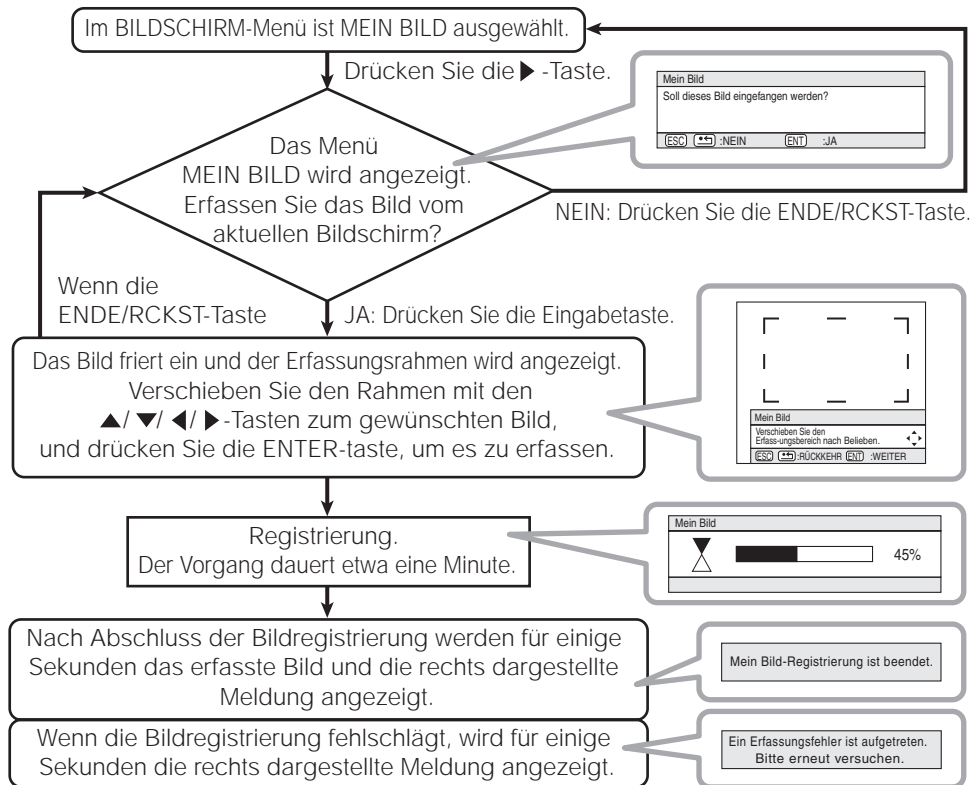 Im BILDSCHIRM-Menü ist MEIN BILD ausgewählt.
Drücken Sie die ▶ -Taste.
Mein Bild
Soll dieses Bild eingefangen werden?
ESC :NEIN ENT :JA
Das Menü
MEIN BILD wird angezeigt.
Erfassen Sie das Bild vom
aktuellen Bildschirm?
NEIN: Drücken Sie die ENDE/RCKST-Taste.
Wenn die
ENDE/RCKST-Taste
JA: Drücken Sie die Eingabetaste.
Das Bild friert ein und der Erfassungsrahmen wird angezeigt.
Verschieben Sie den Rahmen mit den
▲/ ▼/ ◀/ ▶ -Tasten zum gewünschten Bild,
und drücken Sie die ENTER-taste, um es zu erfassen.
Mein Bild
Verschieben Sie den
Erfass-ungsbereich nach Belieben.
ESC :RÜCKKEHR ENT :WEITER
Registrierung.
Der Vorgang dauert etwa eine Minute.
Mein Bild
45%
Nach Abschluss der Bildregistrierung werden für einige
Sekunden das erfasste Bild und die rechts dargestellte
Meldung angezeigt.
Mein Bild-Registrierung ist beendet.
Wenn die Bildregistrierung fehlschlägt, wird für einige
Sekunden die rechts dargestellte Meldung angezeigt.
Ein Erfassungsfehler ist aufgetreten.
Bitte erneut versuchen.